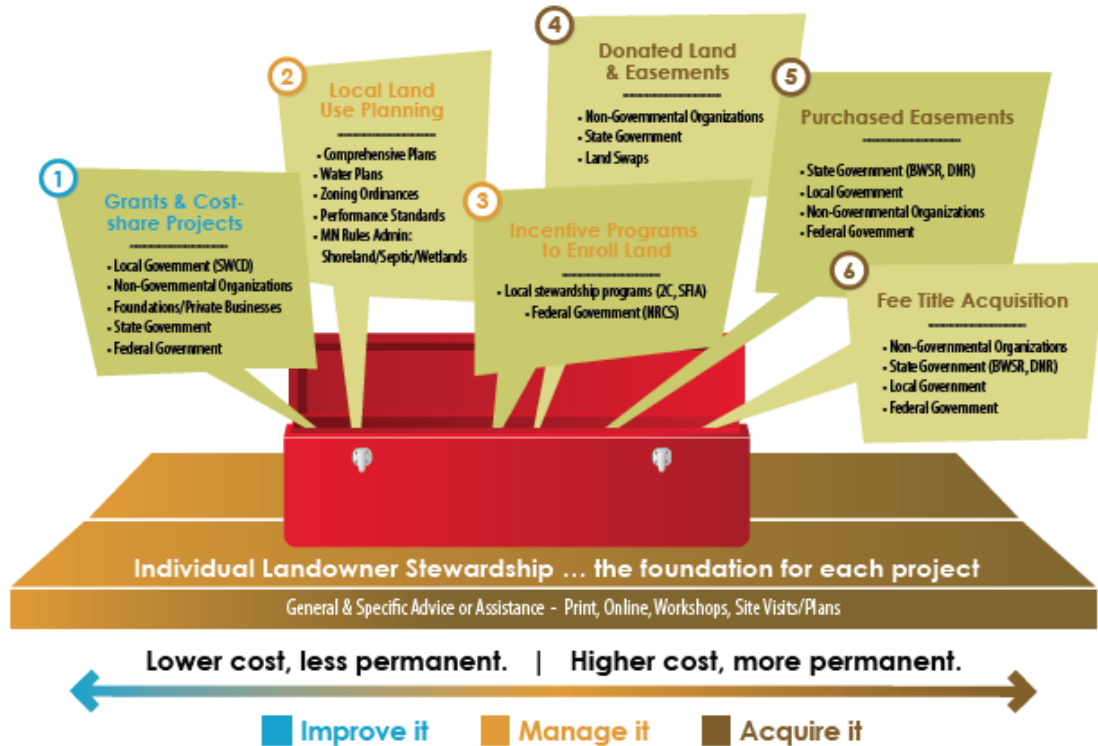 1
Grants & Cost-
share Projects
• Local Government (SWCD)
• Non-Governmental Organizations
• Foundations/Private Businesses
• State Government
• Federal Government
2
Local Land
Use Planning
• Comprehensive Plans
• Water Plans
• Zoning Ordinances
• Performance Standards
• MN Rules Admin:
Shoreland/Septic/Wetlands
3
Incentive Programs
to Enroll Land
• Local stewardship programs (2C, SFIA)
• Federal Government (NRCS)
4
Donated Land
& Easements
• Non-Governmental Organizations
• State Government
• Land Swaps
5
Purchased Easements
• State Government (BWSR, DNR)
• Local Government
• Non-Governmental Organizations
• Federal Government
6
Fee Title Acquisition
• Non-Governmental Organizations
• State Government (BWSR, DNR)
• Local Government
• Federal Government
Individual Landowner Stewardship ... the foundation for each project
General & Specific Advice or Assistance - Print, Online, Workshops, Site Visits/Plans
Lower cost, less permanent. | Higher cost, more permanent.
Improve it Manage it Acquire it